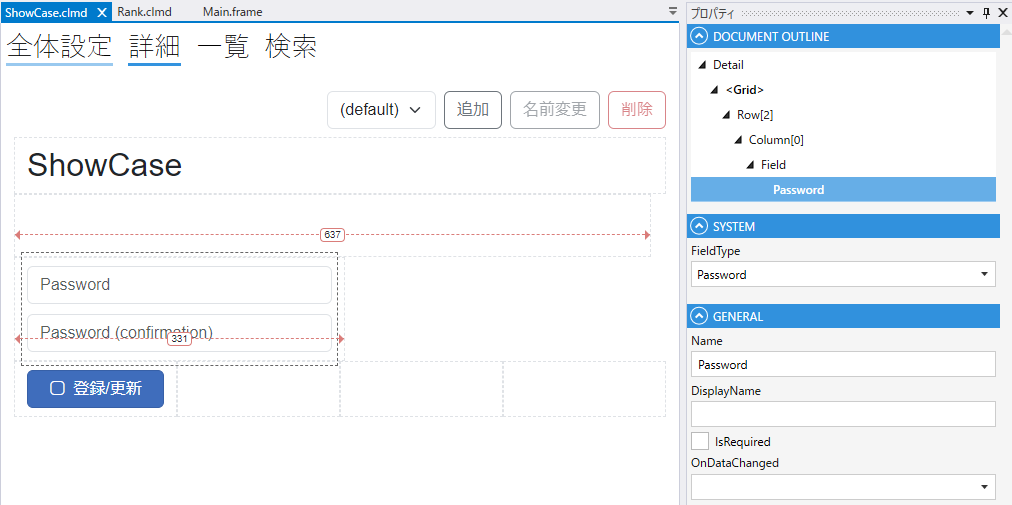 ShowCase.clmd Rank.clmd Main.frame
全体設定 詳細 一覧 検索
(default) 追加 名前変更 削除
ShowCase
637
Password
Password (confirmation)
331
登録/更新
プロパティ
DOCUMENT OUTLINE
Detail
<Grid>
Row[2]
Column[0]
Field
Password
SYSTEM
FieldType
Password
GENERAL
Name
Password
DisplayName
IsRequired
OnDataChanged